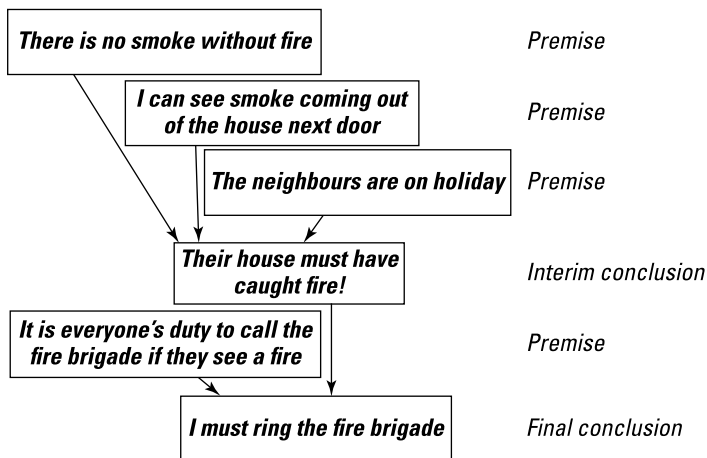 There is no smoke without fire
Premise
I can see smoke coming out
of the house next door
Premise
The neighbours are on holiday
Premise
Their house must have
caught fire!
Interim conclusion
It is everyone's duty to call the
fire brigade if they see a fire
Premise
I must ring the fire brigade
Final conclusion